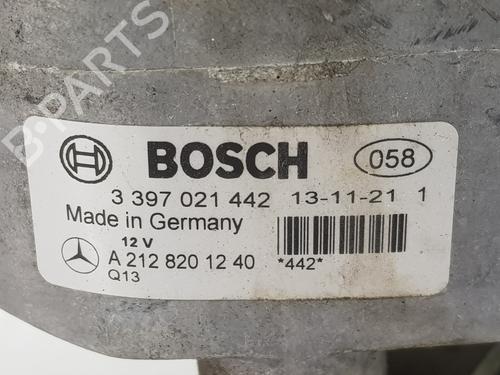 B-PARTS
BOSCH 058
3 397 021 442 13-11-21 1
Made in Germany
12 V
A 212 820 12 40 *442*
Q13